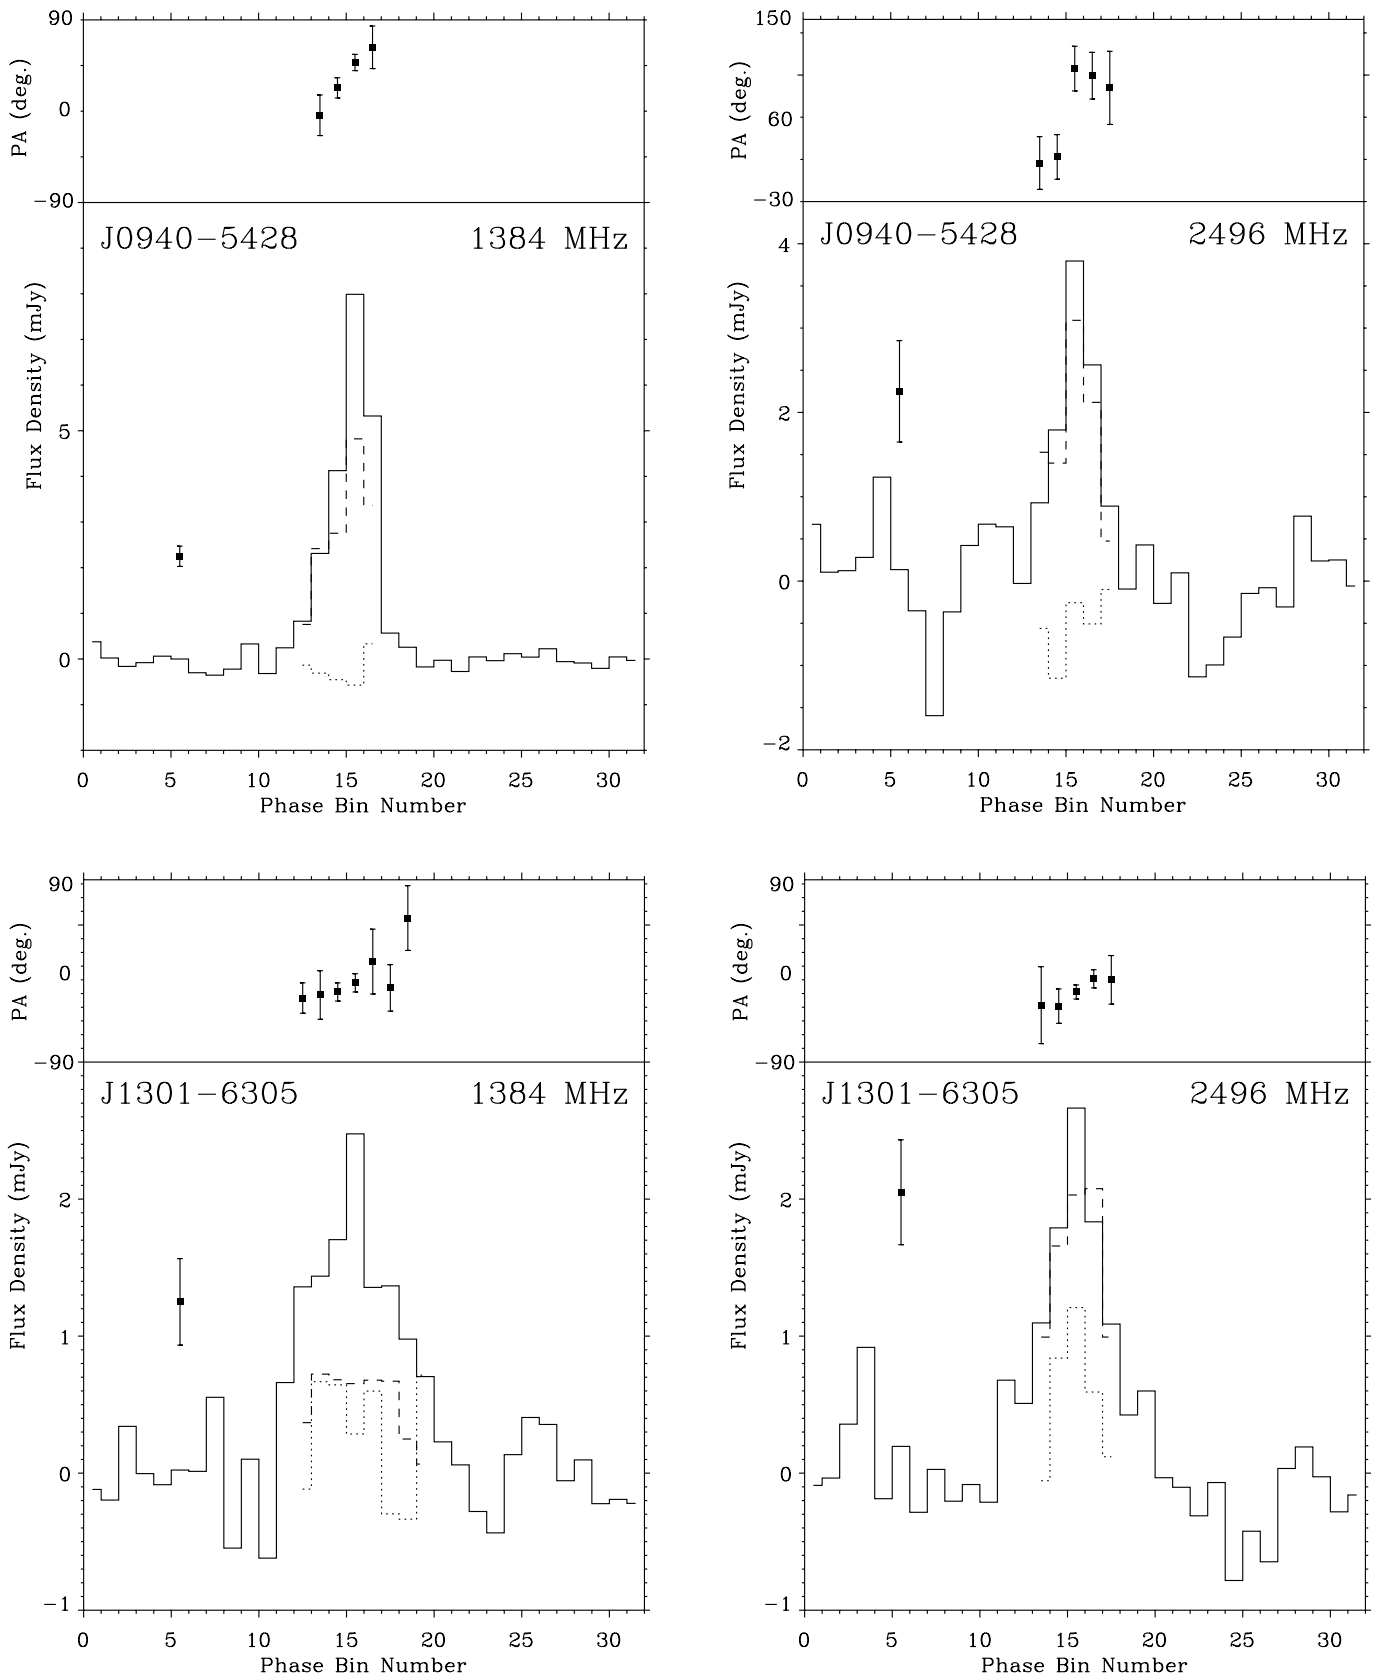 90
0
−90
PA (deg.)
J0940−5428 1384 MHz
5
0
Flux Density (mJy)
0 5 10 15 20 25 30
Phase Bin Number
150
60
−30
PA (deg.)
J0940−5428 2496 MHz
4
2
0
−2
Flux Density (mJy)
0 5 10 15 20 25 30
Phase Bin Number
90
0
−90
PA (deg.)
J1301−6305 1384 MHz
2
1
0
−1
Flux Density (mJy)
0 5 10 15 20 25 30
Phase Bin Number
90
0
−90
PA (deg.)
J1301−6305 2496 MHz
2
1
0
−1
Flux Density (mJy)
0 5 10 15 20 25 30
Phase Bin Number